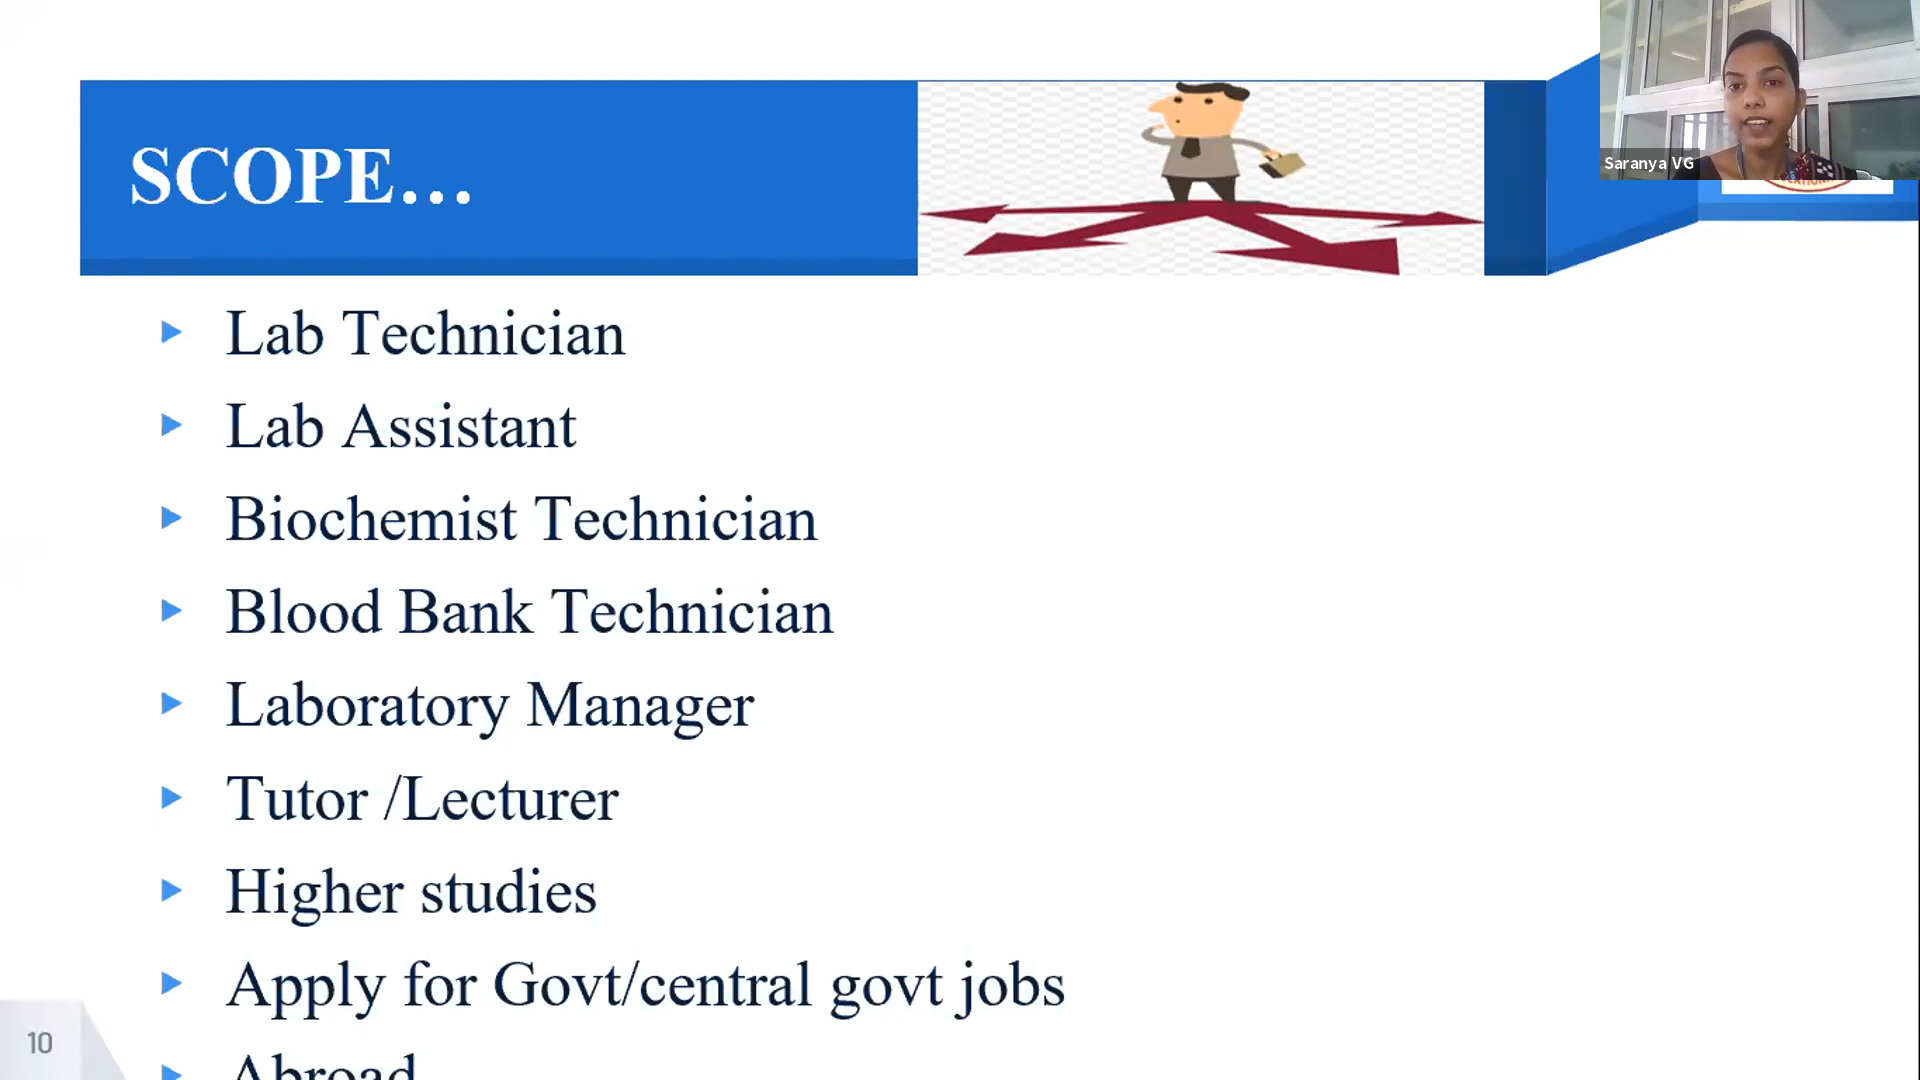 SCOPE...
Saranya VG
Lab Technician
Lab Assistant
Biochemist Technician
Blood Bank Technician
Laboratory Manager
Tutor /Lecturer
Higher studies
Apply for Govt/central govt jobs
Abroad
10